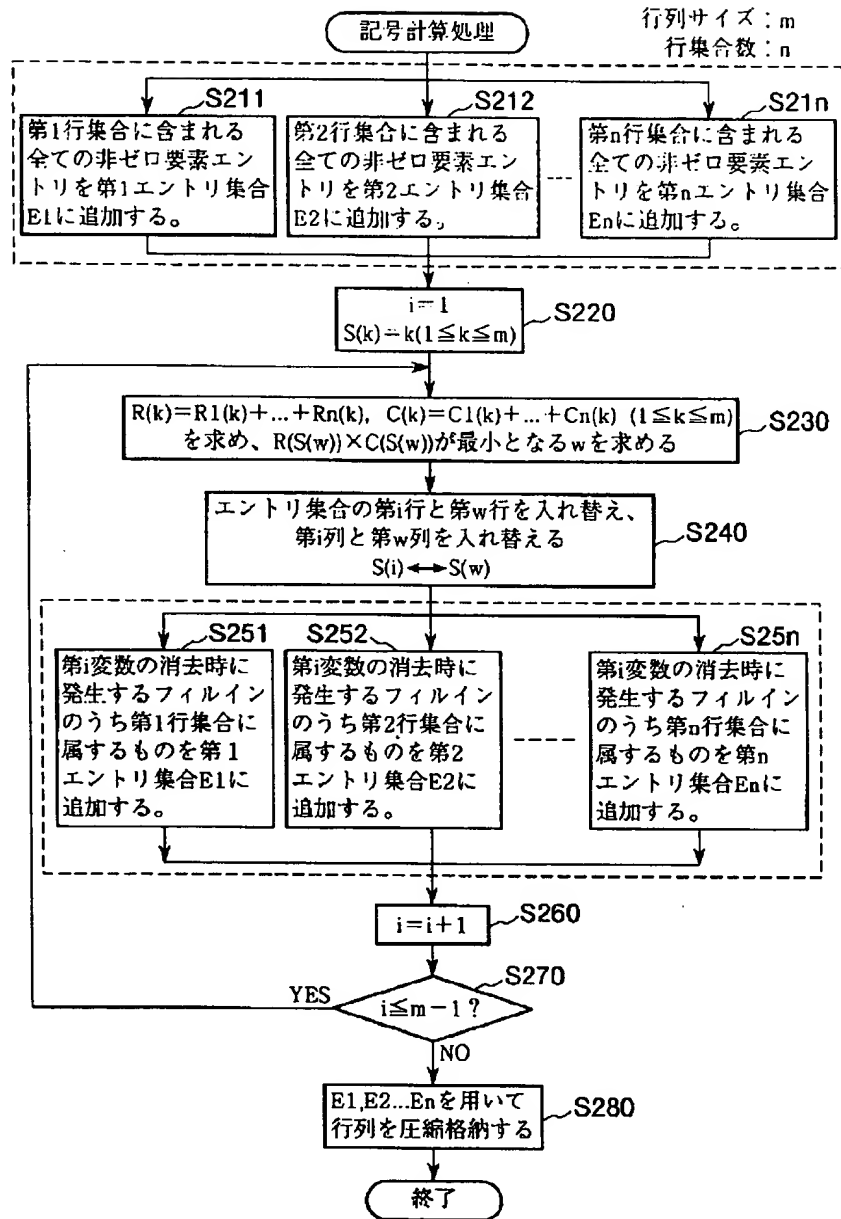 記号計算処理
行列サイズ：m
行集合数：n
S211
第1行集合に含まれる
全ての非ゼロ要素エン
トリを第1エントリ集合
E1に追加する。
S212
第2行集合に含まれる
全ての非ゼロ要素エン
トリを第2エントリ集合
E2に追加する。
S21n
第n行集合に含まれる
全ての非ゼロ要素エン
トリを第nエントリ集合
Enに追加する。
i=1
S(k)=k(1≦k≦m)
S220
R(k)=R1(k)+...+Rn(k), C(k)=C1(k)+...+Cn(k) (1≦k≦m)
を求め、R(S(w))×C(S(w))が最小となるwを求める
S230
エントリ集合の第i行と第w行を入れ替え、
第i列と第w列を入れ替える
S(i)⟷S(w)
S240
S251
第i変数の消去時に
発生するフィルイン
のうち第1行集合に
属するものを第1
エントリ集合E1に
追加する。
S252
第i変数の消去時に
発生するフィルイン
のうち第2行集合に
属するものを第2
エントリ集合E2に
追加する。
S25n
第i変数の消去時に
発生するフィルイン
のうち第n行集合に
属するものを第n
エントリ集合Enに
追加する。
i=i+1
S260
S270
YES
i≦m−1?
NO
E1,E2...Enを用いて
行列を圧縮格納する
S280
終了